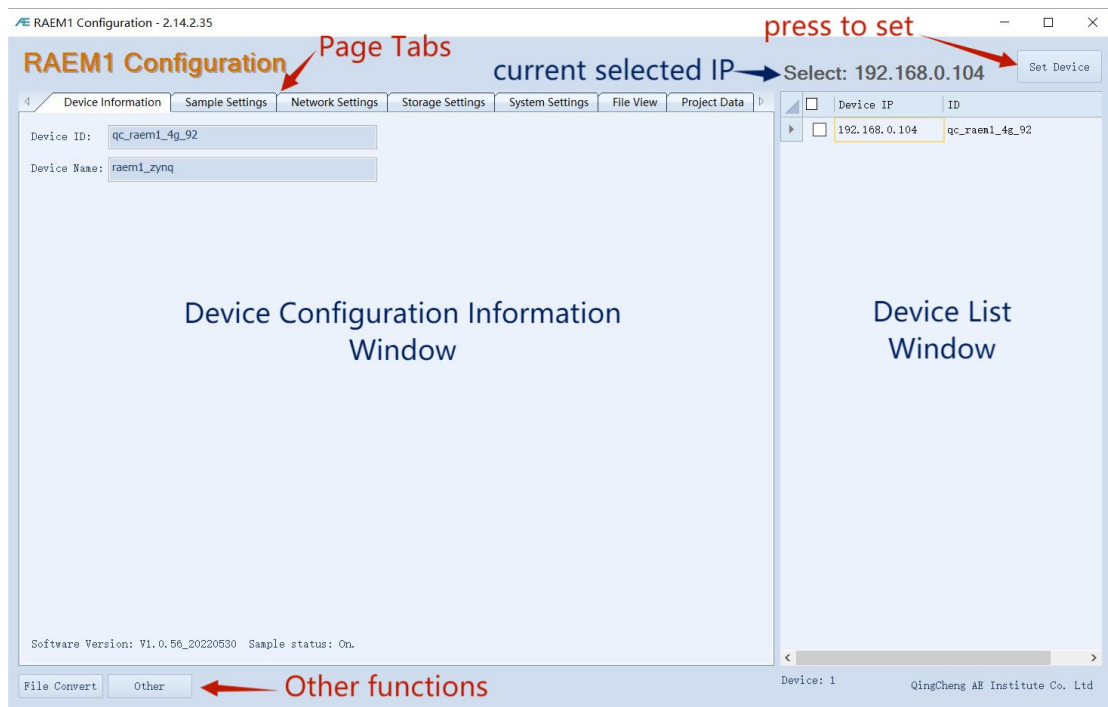 RAEM1 Configuration - 2.14.2.35
RAEM1 Configuration
Page Tabs
current selected IP
press to set
Select: 192.168.0.104
Set Device
Device Information
Sample Settings
Network Settings
Storage Settings
System Settings
File View
Project Data
Device ID: qc_raem1_4g_92
Device Name: raem1_zynq
Device IP ID
192.168.0.104 qc_raem1_4g_92
Device Configuration Information
Window
Device List
Window
Software Version: V1.0.56_20220530 Sample status: On.
File Convert
Other
Other functions
Device: 1
QingCheng AE Institute Co. Ltd